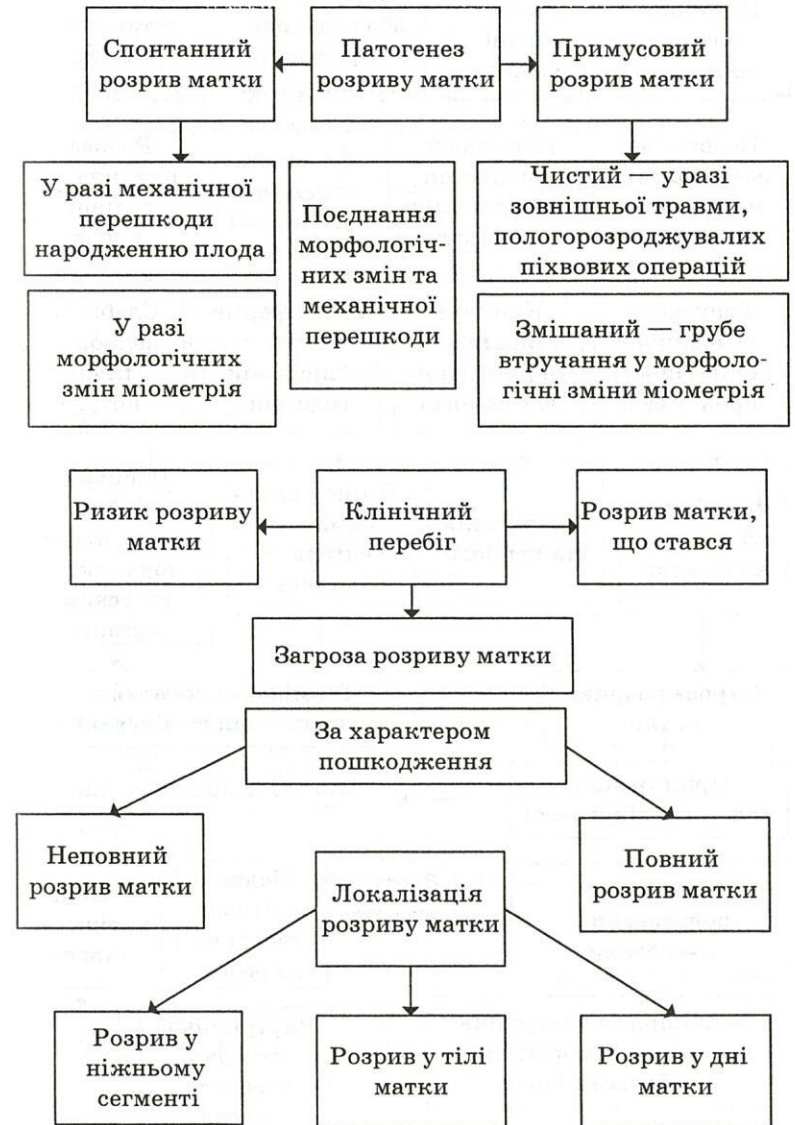 Спонтанний
розрив матки
Патогенез
розриву матки
Примусовий
розрив матки
У разі механічної
перешкоди
народженню плода
Поєднання
морфологіч-
них змін та
механічної
перешкоди
Чистий — у разі
зовнішньої травми,
пологорозроджувалих
піхвових операцій
У разі
морфологічних
змін міометрія
Змішаний — грубе
втручання у морфоло-
гічні зміни міометрія
Ризик розриву
матки
Клінічний
перебіг
Розрив матки,
що стався
Загроза розриву матки
За характером
пошкодження
Неповний
розрив матки
Повний
розрив матки
Локалізація
розриву матки
Розрив у
ніжньому
сегменті
Розрив у тілі
матки
Розрив у дні
матки